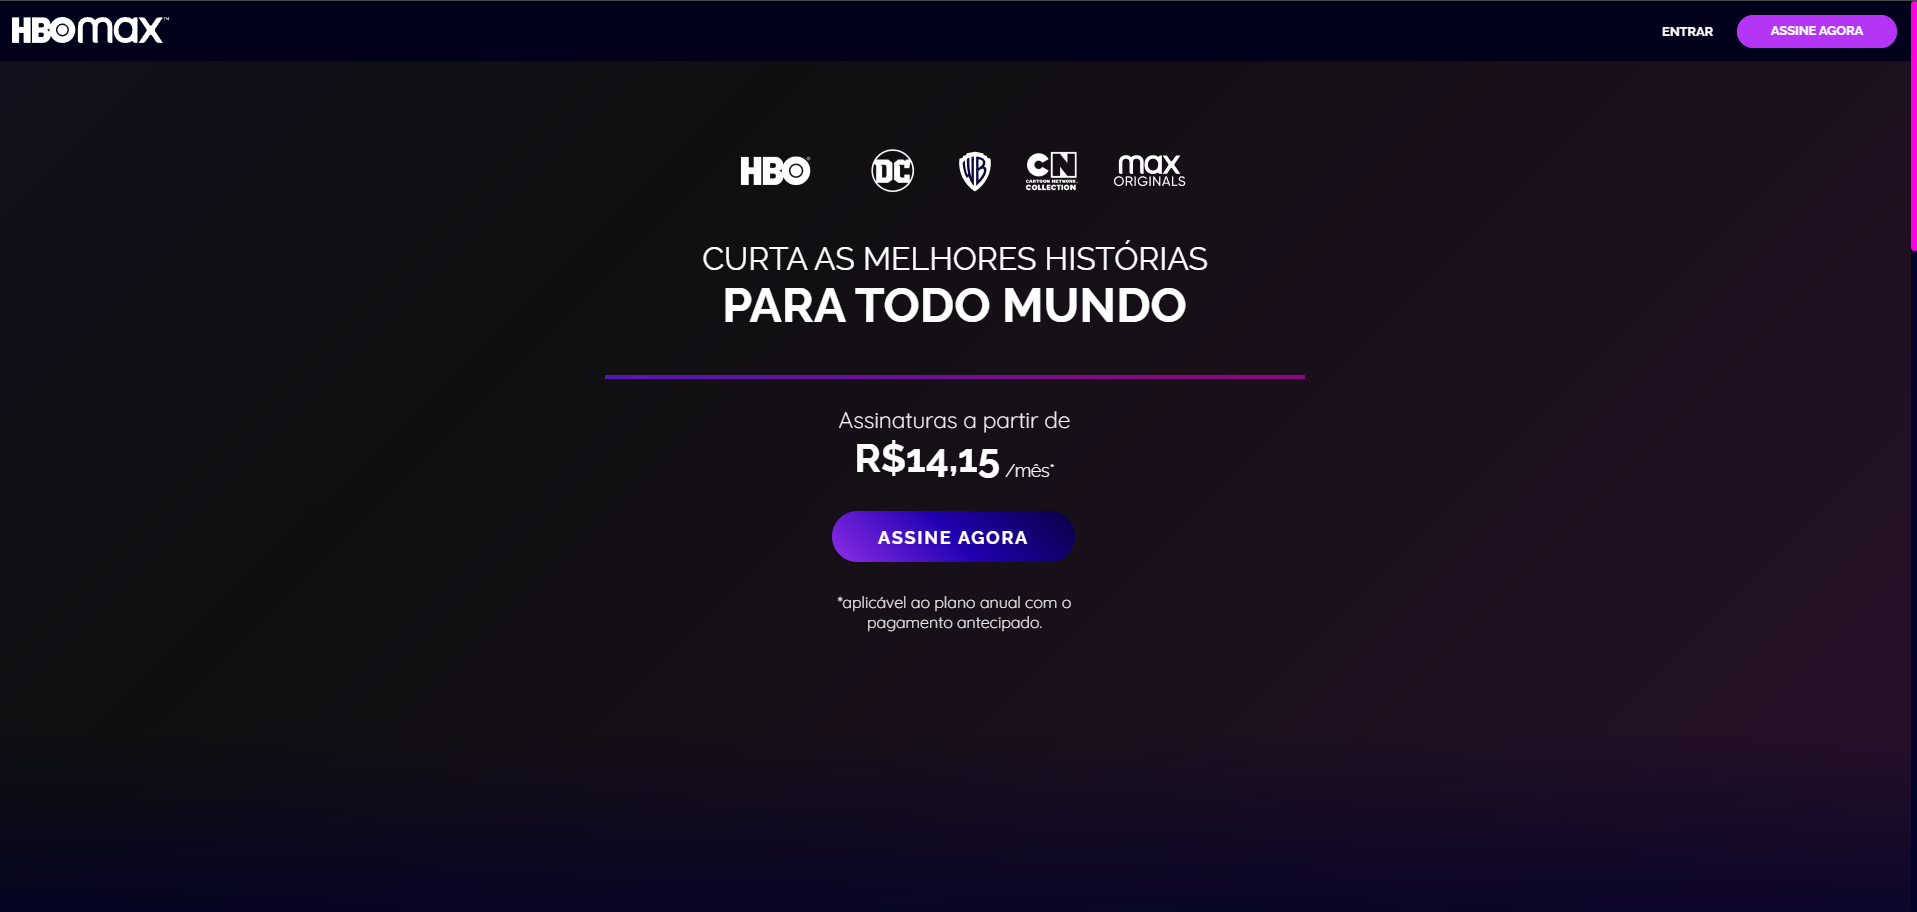 HBOmax™
ENTRAR
ASSINE AGORA
HBO®
DC
WB
CN
CARTOON NETWORK
COLLECTION
max
ORIGINALS
CURTA AS MELHORES HISTÓRIAS
PARA TODO MUNDO
Assinaturas a partir de
R$14,15 /mês*
ASSINE AGORA
*aplicável ao plano anual com o
pagamento antecipado.